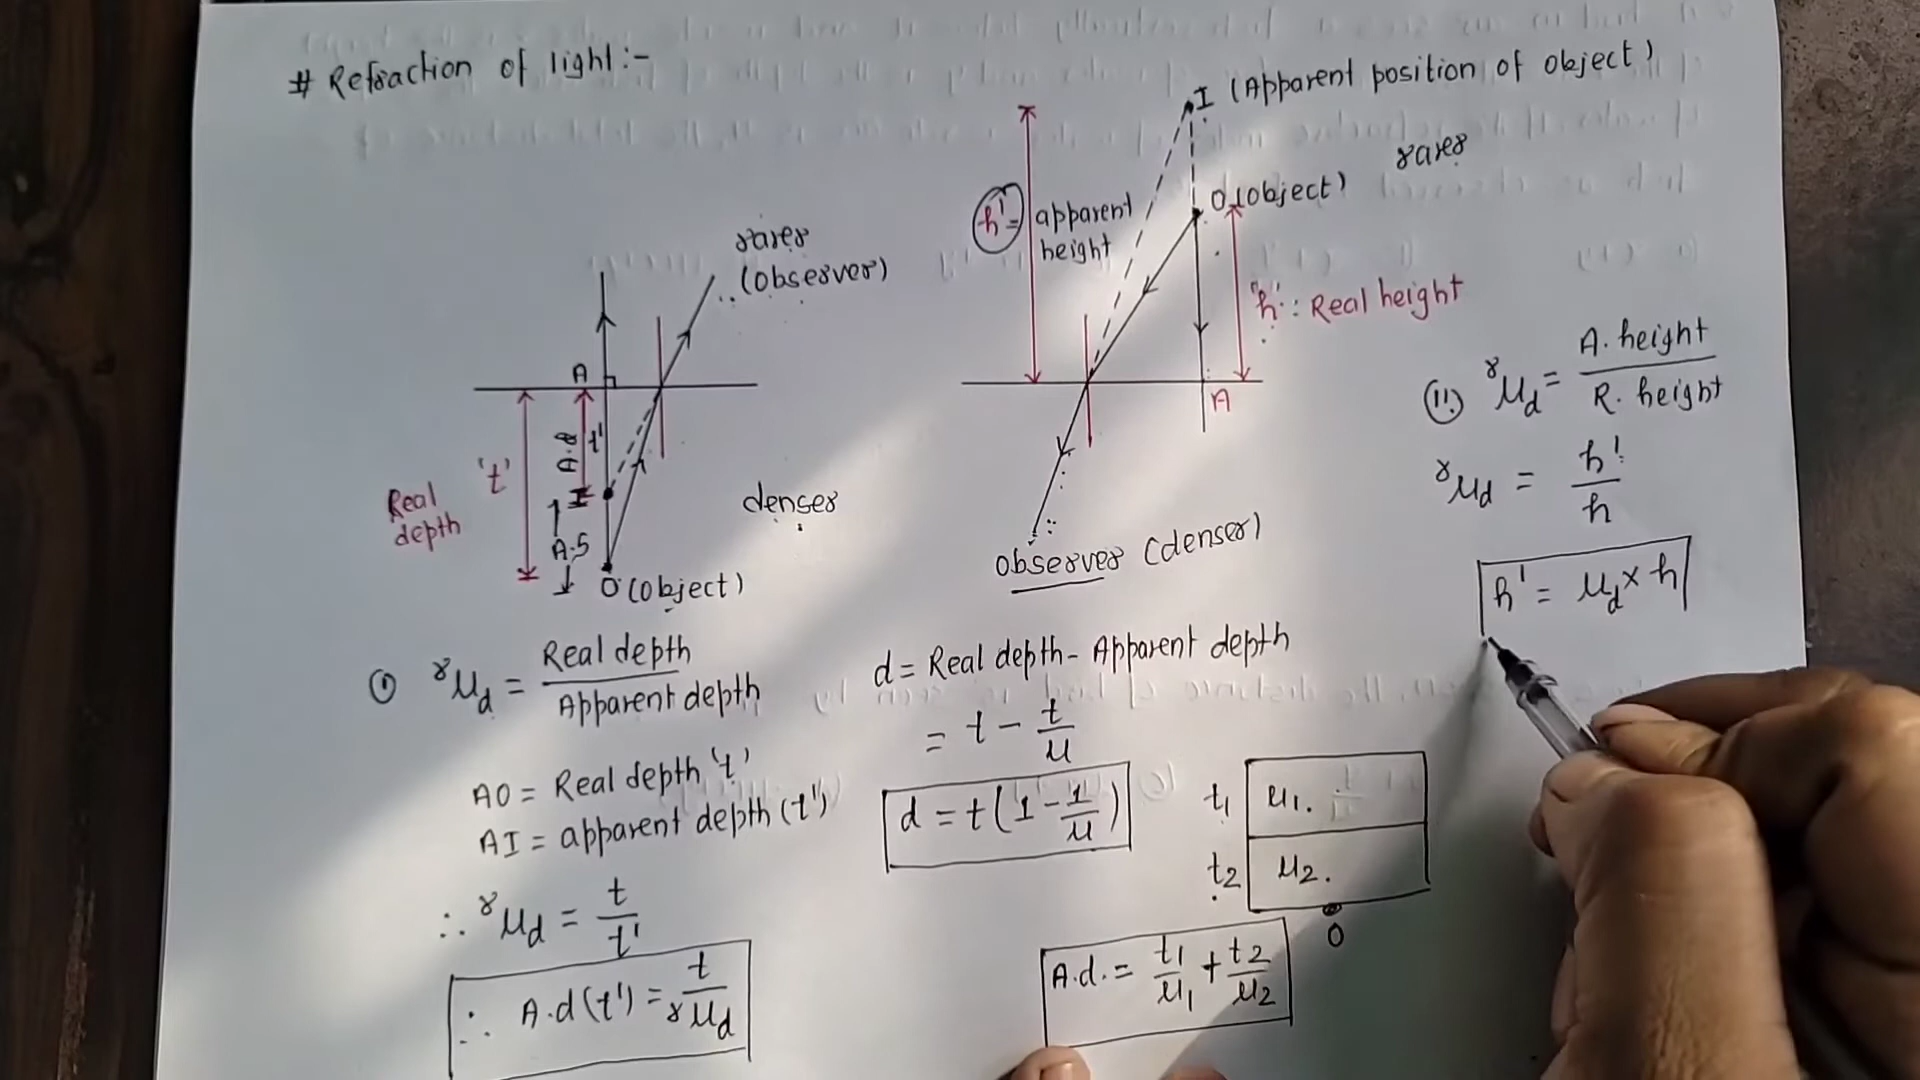 # Refraction of light:-
I (Apparent position of object)
rarer
O (object)
h' = apparent
height
'h' : Real height
A
observer (denser)
rarer
(observer)
A
't'
Real
depth
A.d
t'
I
A.S
O (object)
denser
(ii) ʳμd = A. height / R. height
ʳμd = h' / h
h' = μd × h
(i) ʳμd = Real depth / Apparent depth
AO = Real depth 't'
AI = apparent depth (t')
∴ ʳμd = t / t'
∴ A.d (t') = t / ʳμd
d = Real depth - Apparent depth
= t - t / μ
d = t (1 - 1 / μ)
t₁ μ₁.
t₂ μ₂.
O
A.d. = t₁ / μ₁ + t₂ / μ₂